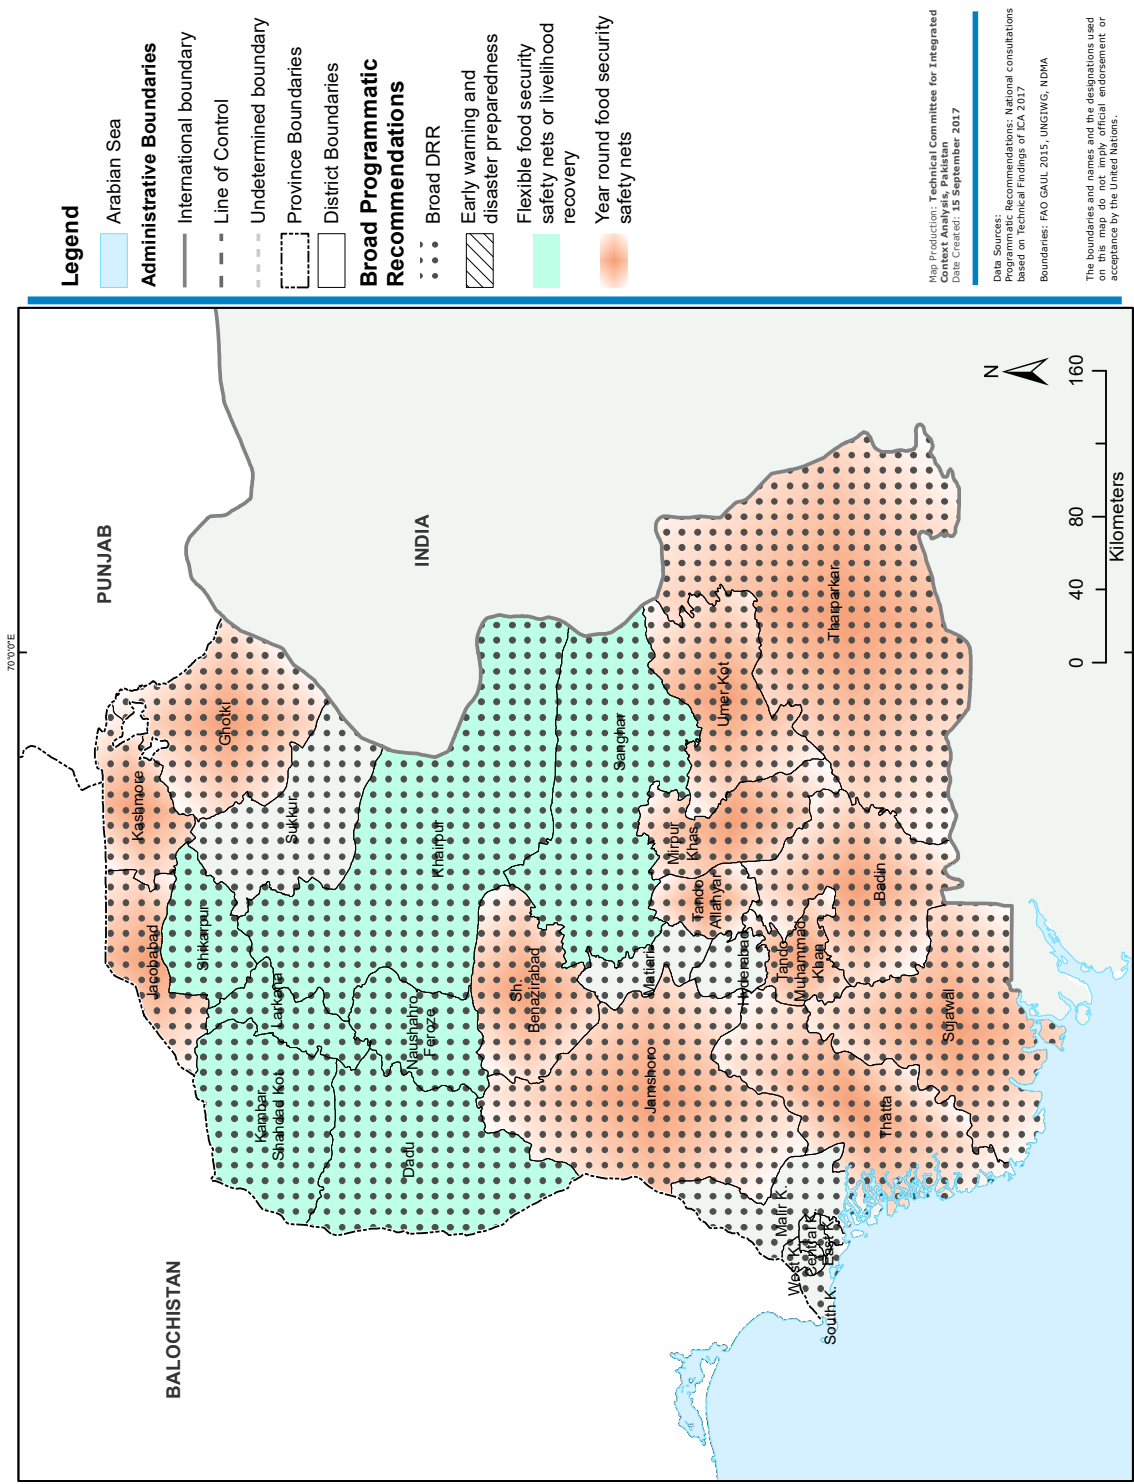 Legend
Arabian Sea
Administrative Boundaries
International boundary
Line of Control
Undetermined boundary
Province Boundaries
District Boundaries
Broad Programmatic
Recommendations
Broad DRR
Early warning and
disaster preparedness
Flexible food security
safety nets or livelihood
recovery
Year round food security
safety nets
Map Production: Technical Committee for Integrated
Context Analysis, Pakistan
Date Created: 15 September 2017
Data Sources:
Programmatic Recommendations: National consultations
based on Technical Findings of ICA 2017
Boundaries: FAO GAUL 2015, UNGIWG, NDMA
The boundaries and names and the designations used
on this map do not imply official endorsement or
acceptance by the United Nations.
70°0'0"E
PUNJAB
BALOCHISTAN
INDIA
Kashmore
Jacobabad
Ghotki
Shikarpur
Sukkur
Larkana
Kambar
Shahdad Kot
Khairpur
Naushahro
Feroze
Dadu
Sh.
Benazirabad
Sanghar
Matiari
Jamshoro
Mirpur
Khas
Umer Kot
Tando
Allahyar
Hyderabad
Tando
Muhammad
Khan
Tharparkar
Badin
Sujawal
Thatta
Malir K.
West K.
Central K.
East K.
South K.
N
0 40 80 160
Kilometers